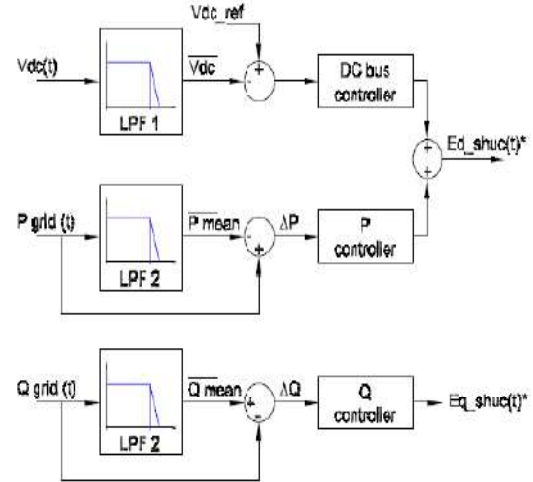 Vdc_ref
Vdc(t)
Vdc
+
-
LPF 1
DC bus
controller
+
+
Ed_shuc(t)*
P grid (t)
P mean
-
+
ΔP
LPF 2
P
controller
Q grid (t)
Q mean
+
-
ΔQ
LPF 2
Q
controller
Eq_shuc(t)*